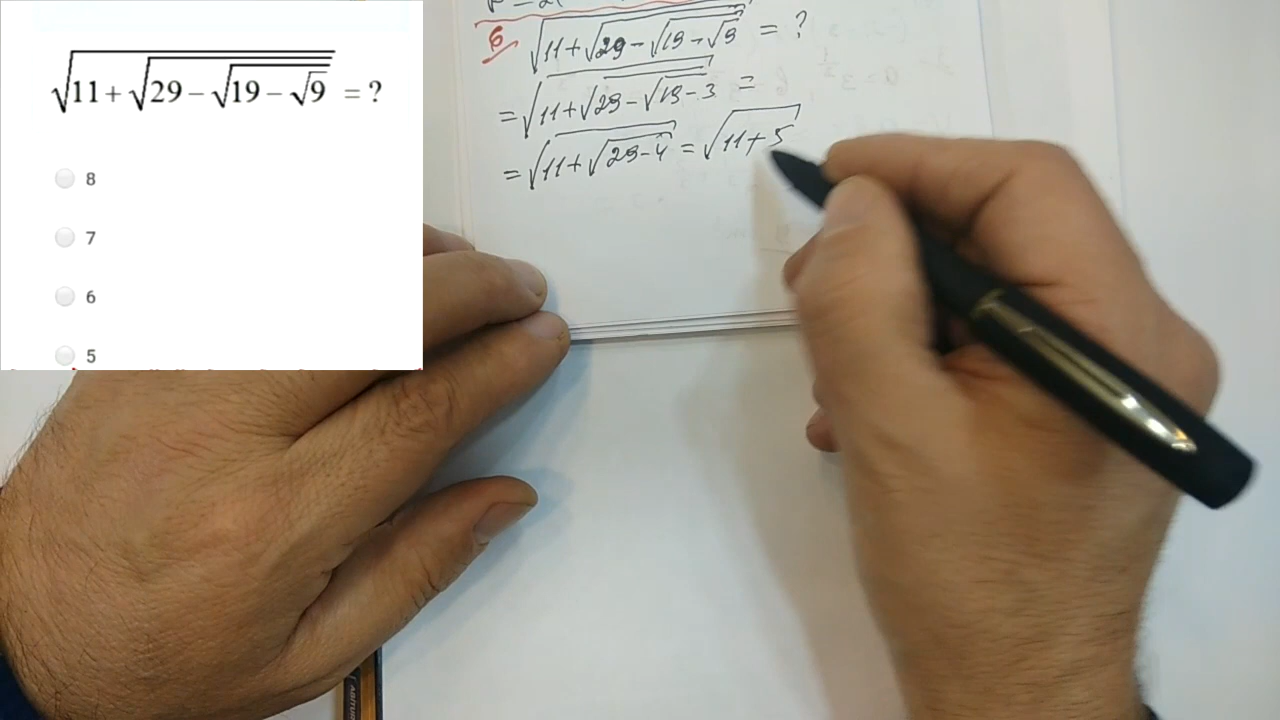 √11 + √29 − √19 − √9 = ?
8
7
6
5
6 √11 + √29 − √19 − √9 = ?
= √11 + √29 − √19 − 3 =
= √11 + √29 − 4 = √11 + 5